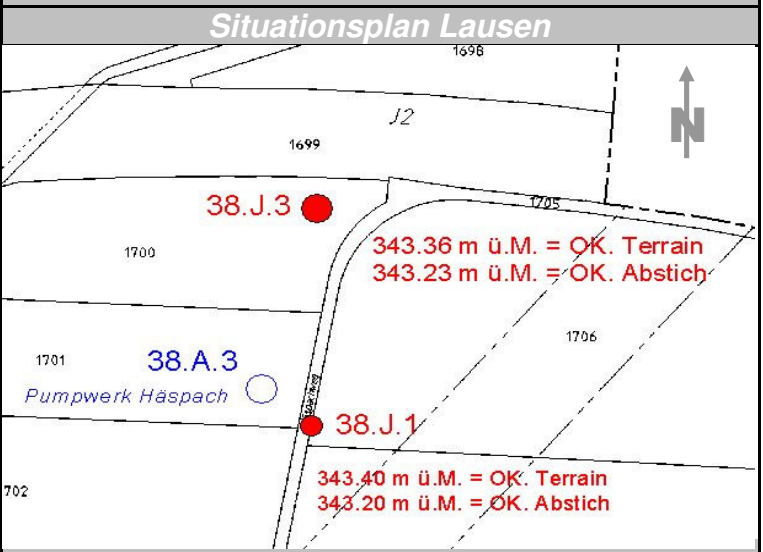 Situationsplan Lausen
1698
N
J2
1699
38.J.3
1705
343.36 m ü.M. = OK. Terrain
343.23 m ü.M. = OK. Abstich
1700
1706
1701
38.A.3
Pumpwerk Häspach
38.J.1
343.40 m ü.M. = OK. Terrain
343.20 m ü.M. = OK. Abstich
702